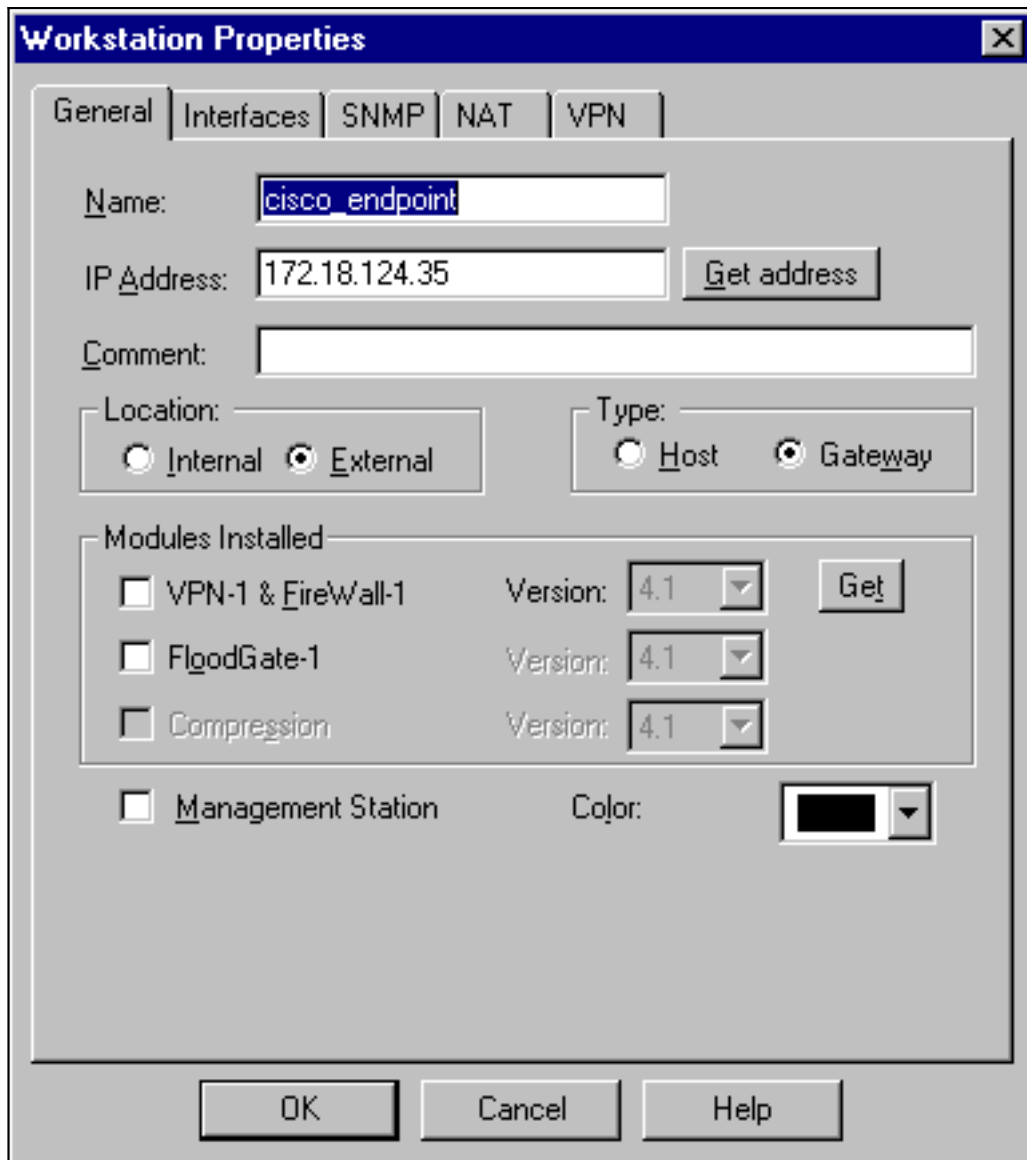 Workstation Properties
General Interfaces SNMP NAT VPN
Name: cisco_endpoint
IP Address: 172.18.124.35 Get address
Comment:
Location: Type:
Internal External Host Gateway
Modules Installed
VPN-1 & FireWall-1 Version: 4.1 Get
FloodGate-1 Version: 4.1
Compression Version: 4.1
Management Station Color:
OK Cancel Help